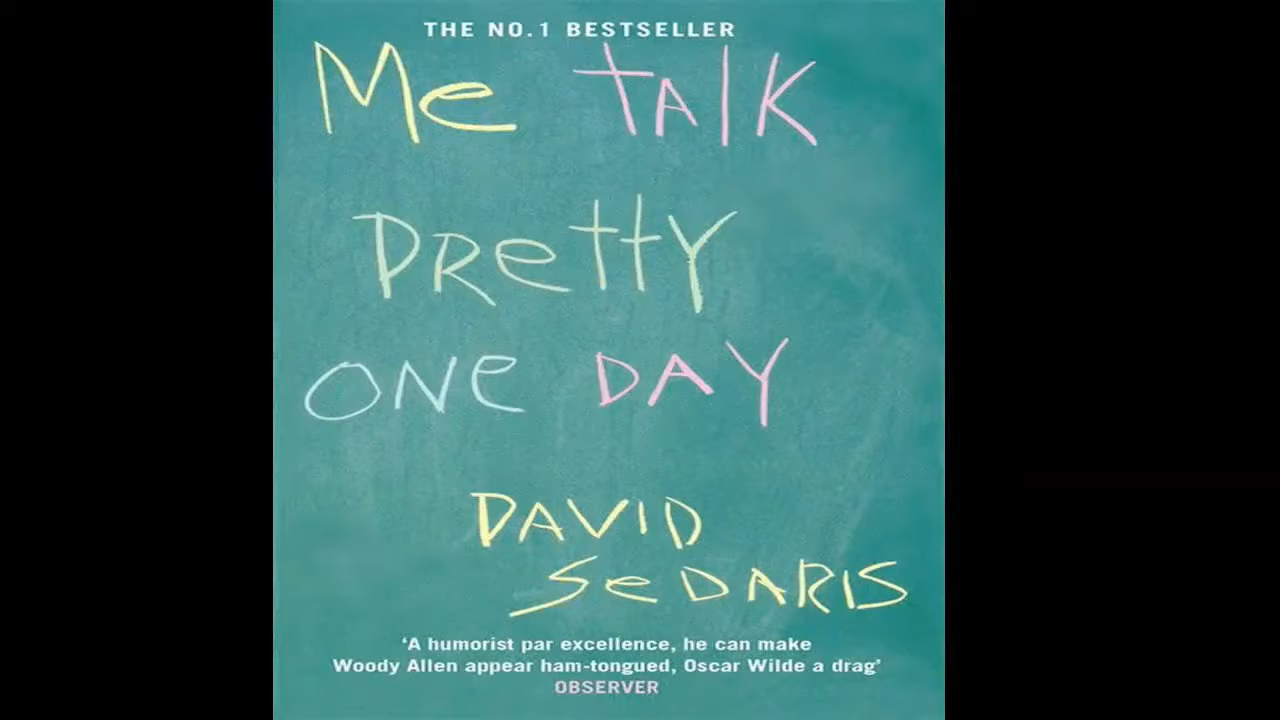 THE NO.1 BESTSELLER
Me TALK
PReTTY
ONe DAY
DAVID
SeDARIS
‘A humorist par excellence, he can make
Woody Allen appear ham-tongued, Oscar Wilde a drag’
OBSERVER